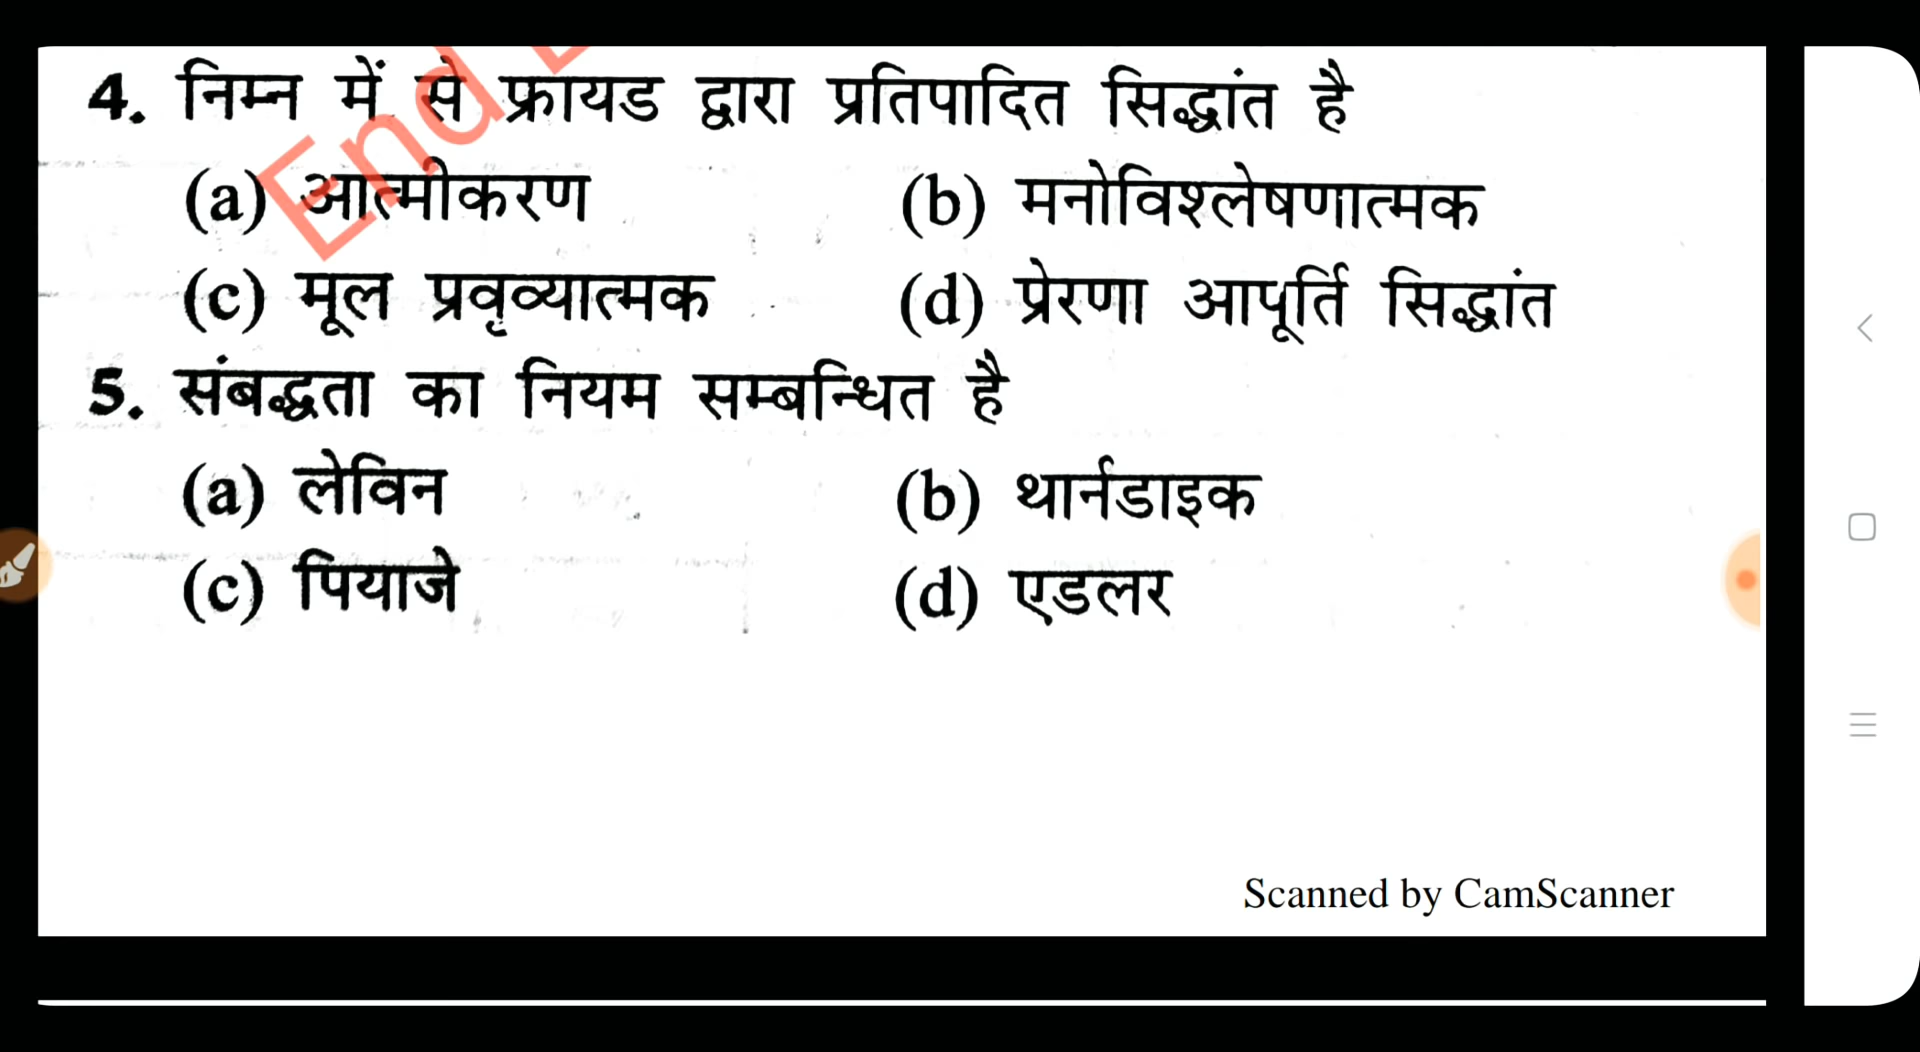 End
4. निम्न में से फ्रायड द्वारा प्रतिपादित सिद्धांत है
(a) आत्मीकरण (b) मनोविश्लेषणात्मक
(c) मूल प्रवृव्यात्मक (d) प्रेरणा आपूर्ति सिद्धांत
5. संबद्धता का नियम सम्बन्धित है
(a) लेविन (b) थार्नडाइक
(c) पियाजे (d) एडलर
Scanned by CamScanner